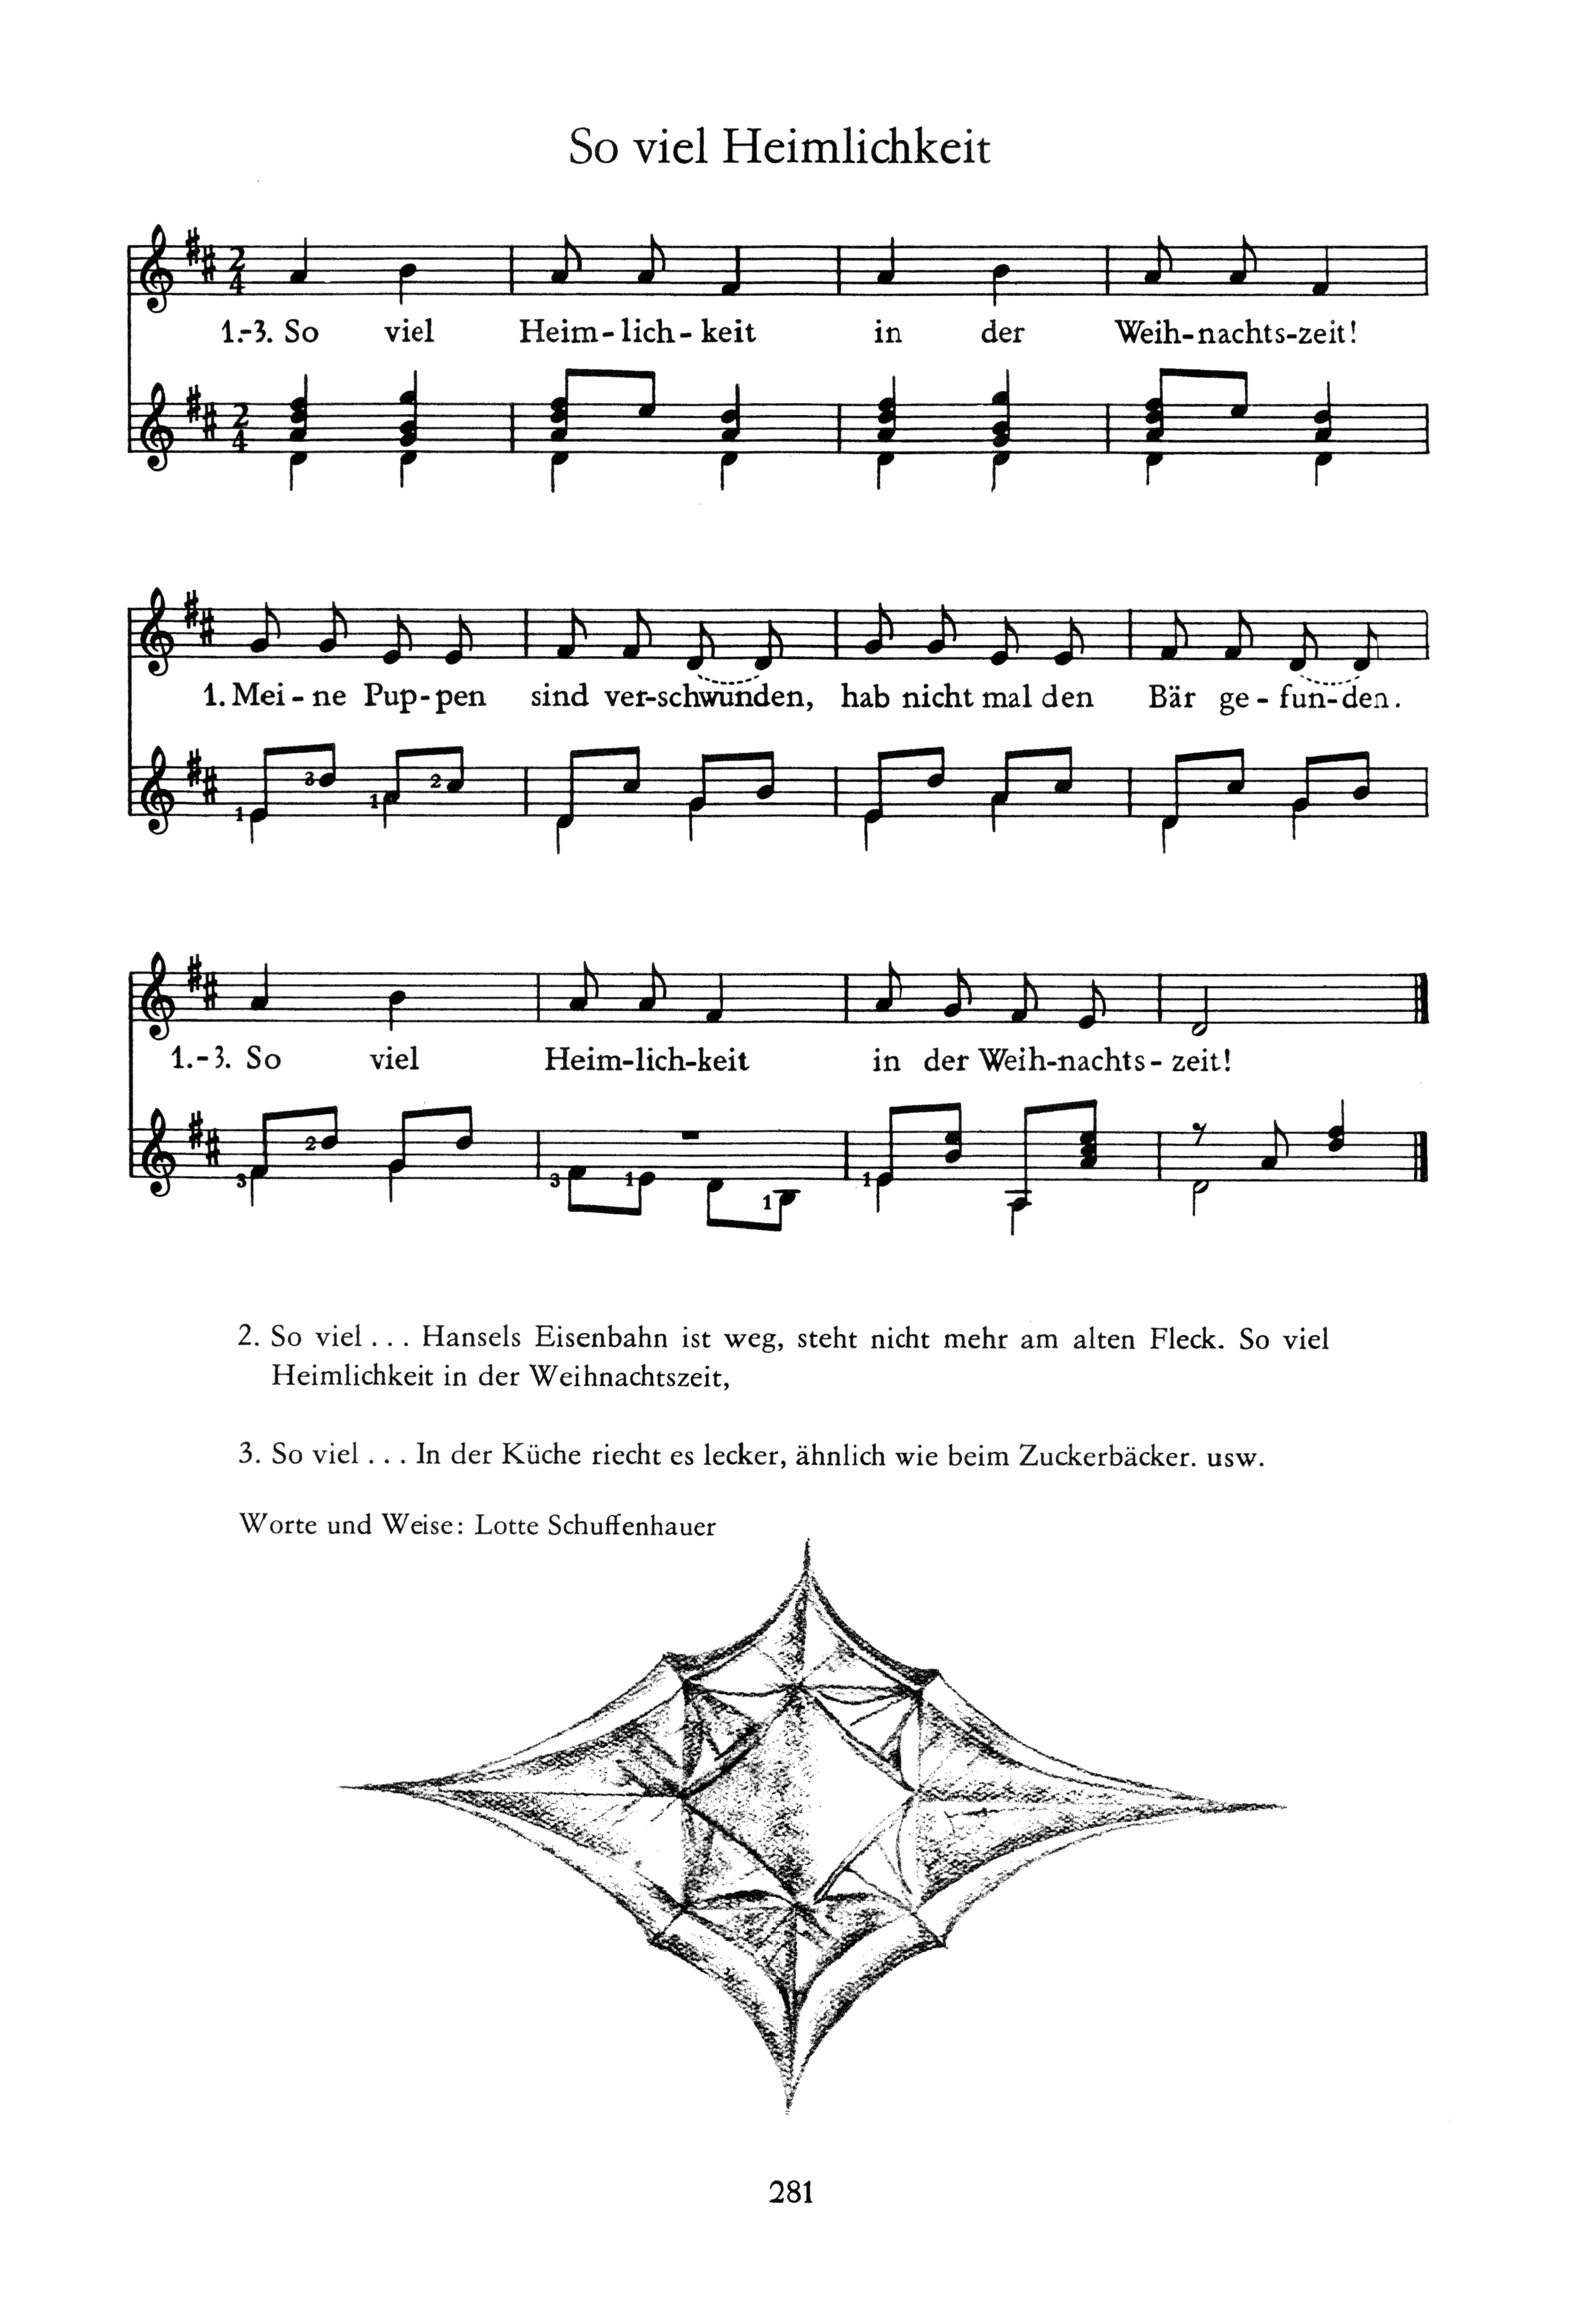 So viel Heimlichkeit
2
4
1.-3. So viel Heim-lich-keit in der Weih-nachts-zeit!
2
4
1. Mei-ne Pup-pen sind ver-schwunden, hab nicht mal den Bär ge-fun-den.
1 3 1 2
1.-3. So viel Heim-lich-keit in der Weih-nachts-zeit!
3 2 3 1 1 1
2. So viel . . . Hansels Eisenbahn ist weg, steht nicht mehr am alten Fleck. So viel
Heimlichkeit in der Weihnachtszeit,
3. So viel . . . In der Küche riecht es lecker, ähnlich wie beim Zuckerbäcker. usw.
Worte und Weise: Lotte Schuffenhauer
281